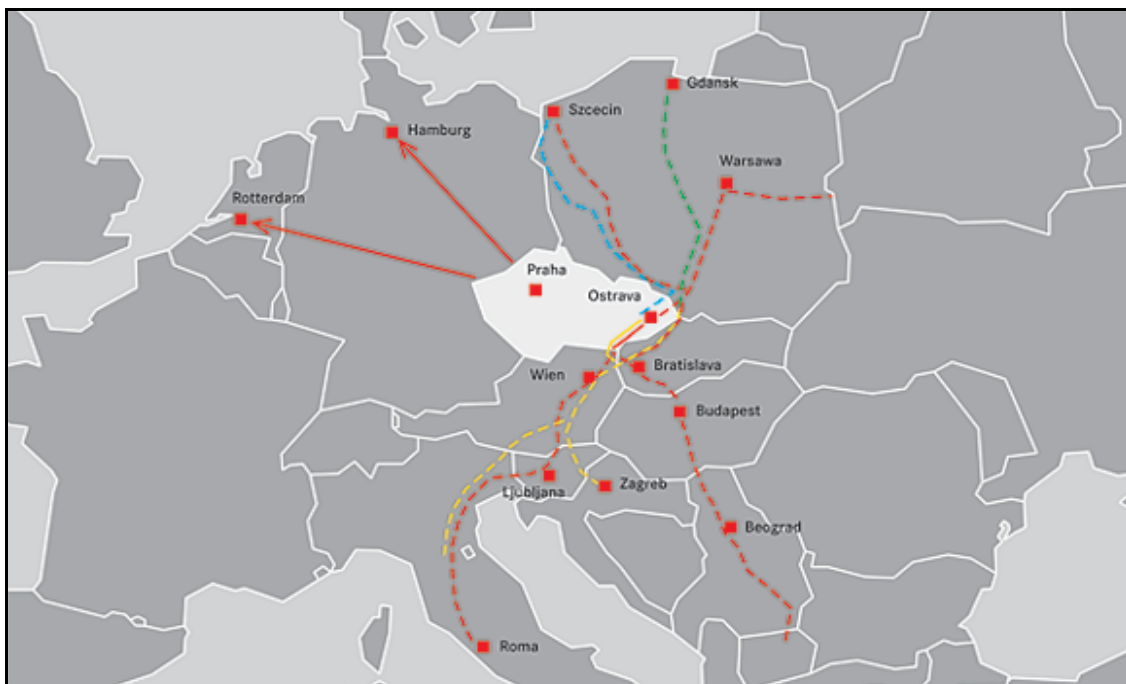 Gdansk
Szcecin
Hamburg
Warsawa
Rotterdam
Praha
Ostrava
Wien
Bratislava
Budapest
Ljubljana
Zagreb
Beograd
Roma